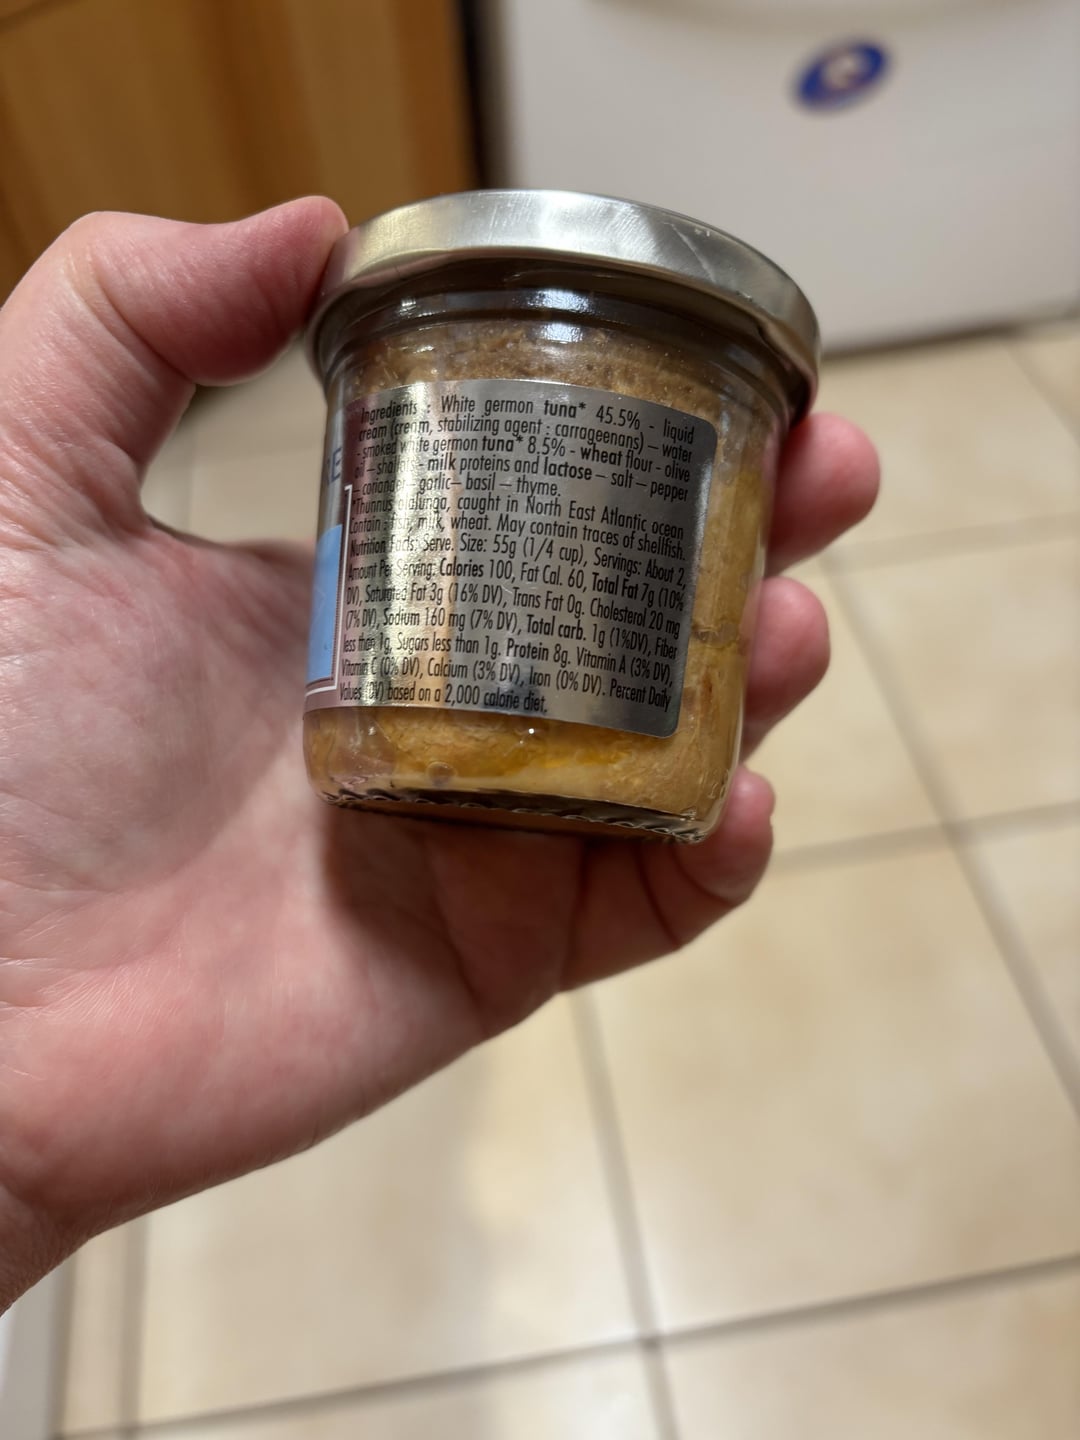 Ingredients : White germon tuna* 45.5% - liquid
cream (cream, stabilizing agent : carrageenans) – water
- smoked white germon tuna* 8.5% - wheat flour - olive
oil – shallots - milk proteins and lactose – salt – pepper
– coriander – garlic – basil – thyme.
*Thunnus alalunga, caught in North East Atlantic ocean
Contain : fish, milk, wheat. May contain traces of shellfish.
Nutrition Facts: Serve. Size: 55g (1/4 cup), Servings: About 2,
Amount Per Serving: Calories 100, Fat Cal. 60, Total Fat 7g (10%
DV), Saturated Fat 3g (16% DV), Trans Fat 0g. Cholesterol 20 mg
(7% DV), Sodium 160 mg (7% DV), Total carb. 1g (1%DV), Fiber
less than 1g, Sugars less than 1g. Protein 8g. Vitamin A (3% DV),
Vitamin C (0% DV), Calcium (3% DV), Iron (0% DV). Percent Daily
Values (DV) based on a 2,000 calorie diet.